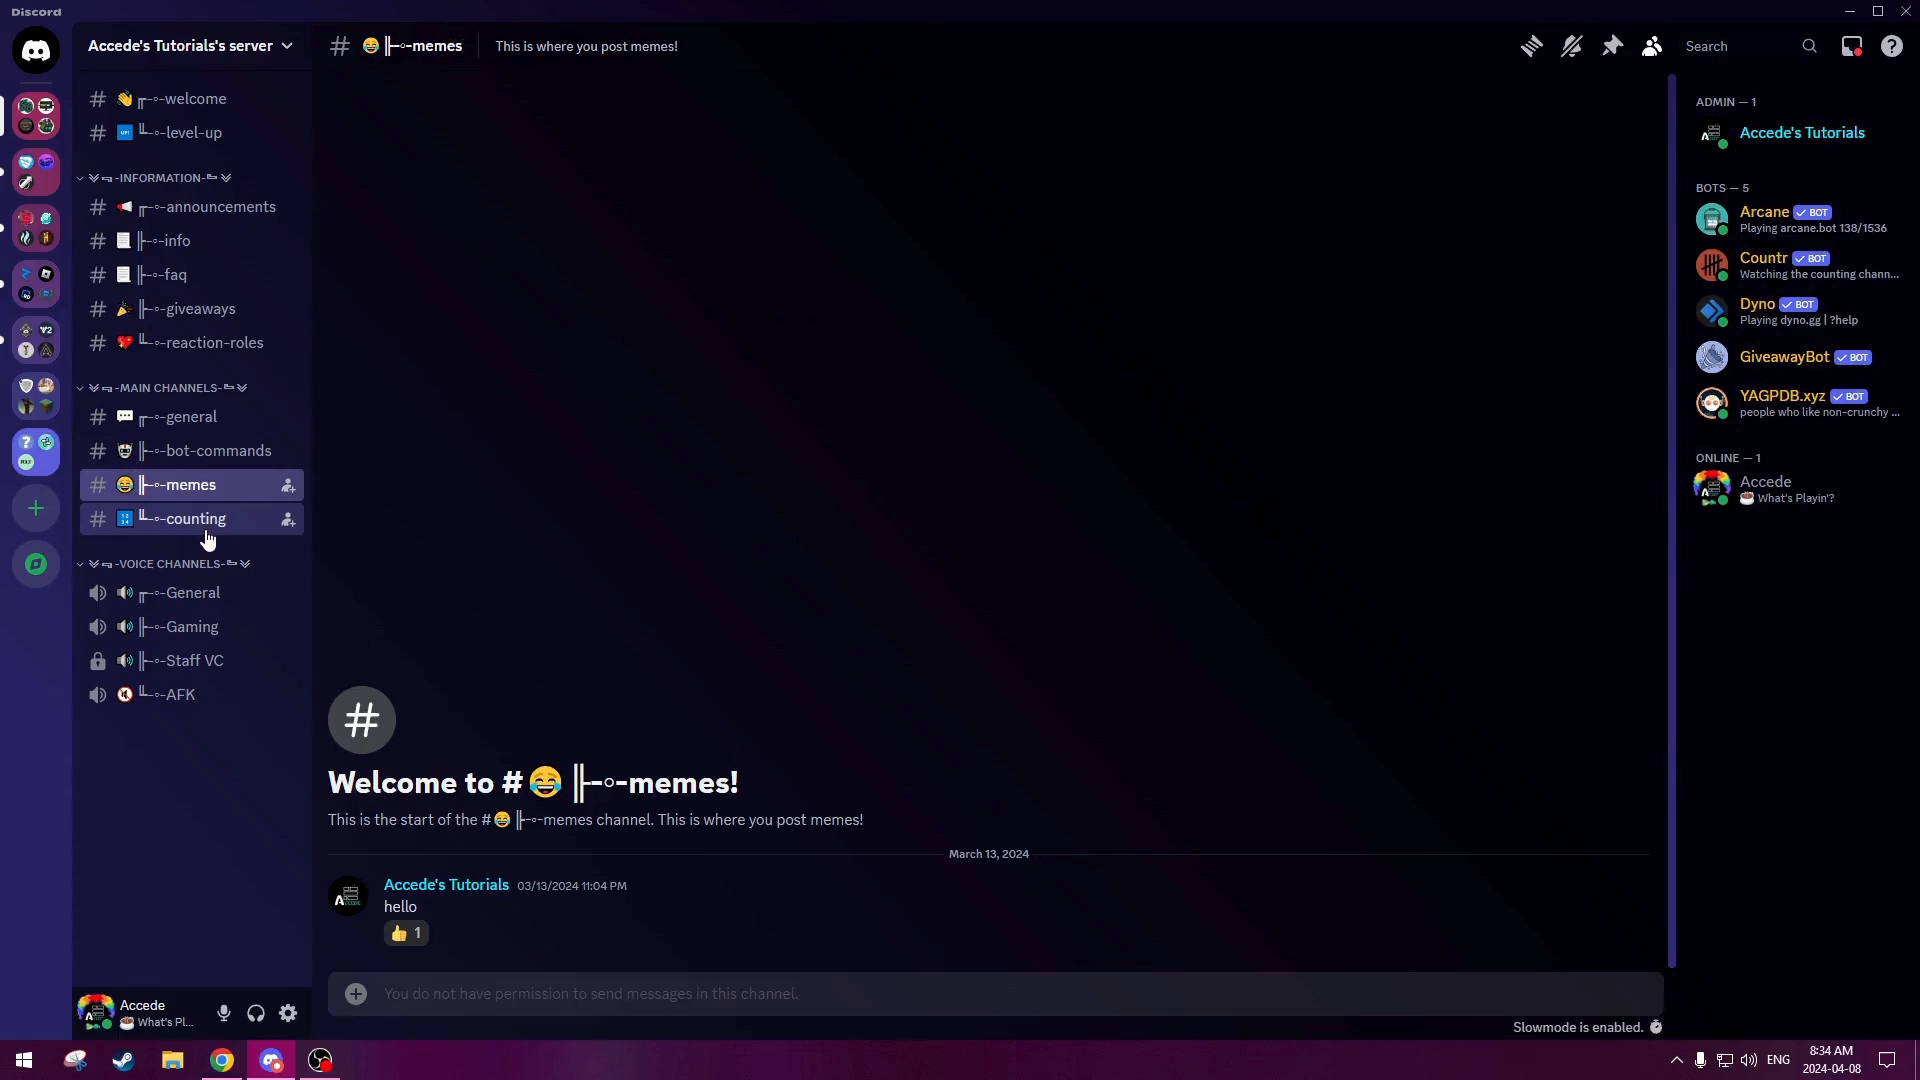 Discord
Accede's Tutorials's server
╔-∘-welcome
╚-∘-level-up
-INFORMATION-
╔-∘-announcements
╠-∘-info
╠-∘-faq
╠-∘-giveaways
╚-∘-reaction-roles
-MAIN CHANNELS-
╔-∘-general
╠-∘-bot-commands
╠-∘-memes
╚-∘-counting
-VOICE CHANNELS-
╔-∘-General
╠-∘-Gaming
╠-∘-Staff VC
╚-∘-AFK
Accede
What's Pl...
# 😂╠-∘-memes
This is where you post memes!
Search
Welcome to #😂╠-∘-memes!
This is the start of the #😂╠-∘-memes channel. This is where you post memes!
March 13, 2024
Accede's Tutorials 03/13/2024 11:04 PM
hello
👍 1
You do not have permission to send messages in this channel.
Slowmode is enabled.
ADMIN — 1
Accede's Tutorials
BOTS — 5
Arcane ✓ BOT
Playing arcane.bot 138/1536
Countr ✓ BOT
Watching the counting chann...
Dyno ✓ BOT
Playing dyno.gg | ?help
GiveawayBot ✓ BOT
YAGPDB.xyz ✓ BOT
people who like non-crunchy ...
ONLINE — 1
Accede
What's Playin'?
ENG
8:34 AM
2024-04-08